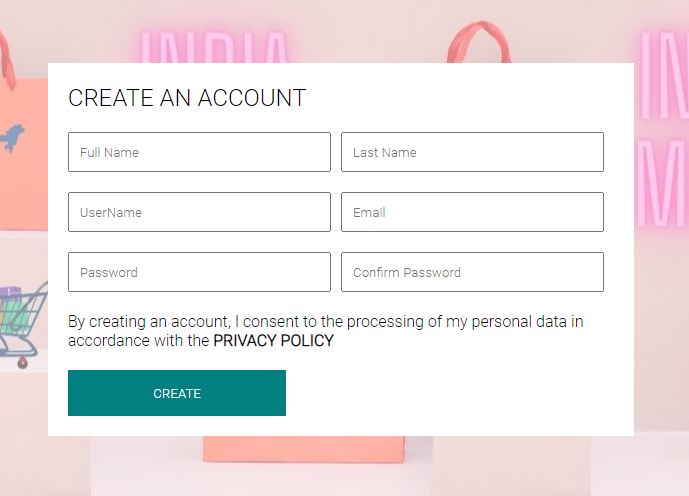 INDIA
IN
M
CREATE AN ACCOUNT
Full Name
Last Name
UserName
Email
Password
Confirm Password
By creating an account, I consent to the processing of my personal data in
accordance with the PRIVACY POLICY
CREATE